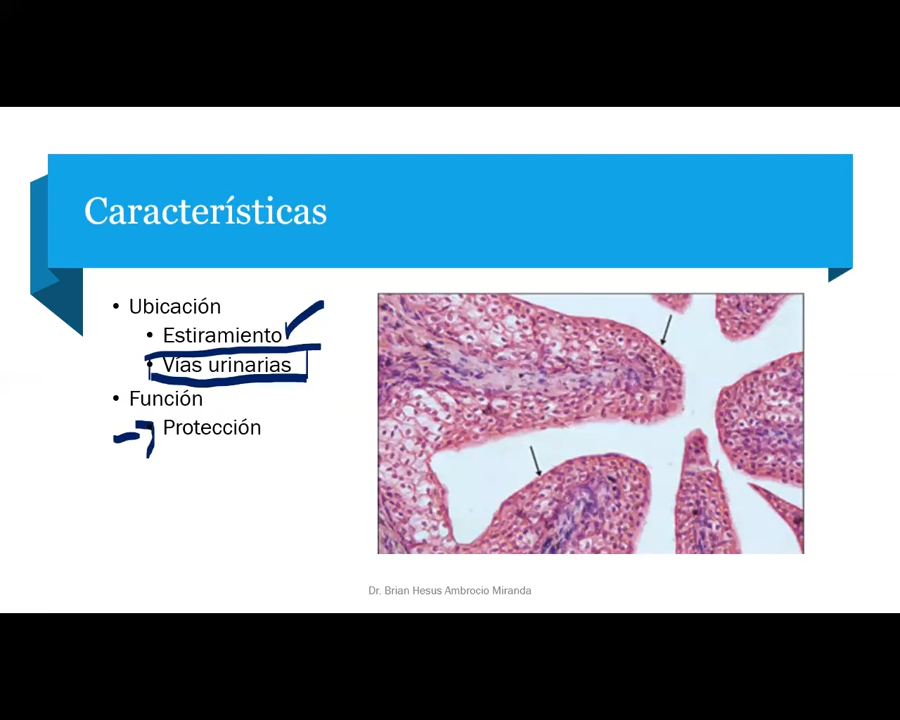 Características
• Ubicación
• Estiramiento
• Vías urinarias
• Función
• Protección
Dr. Brian Hesus Ambrocio Miranda